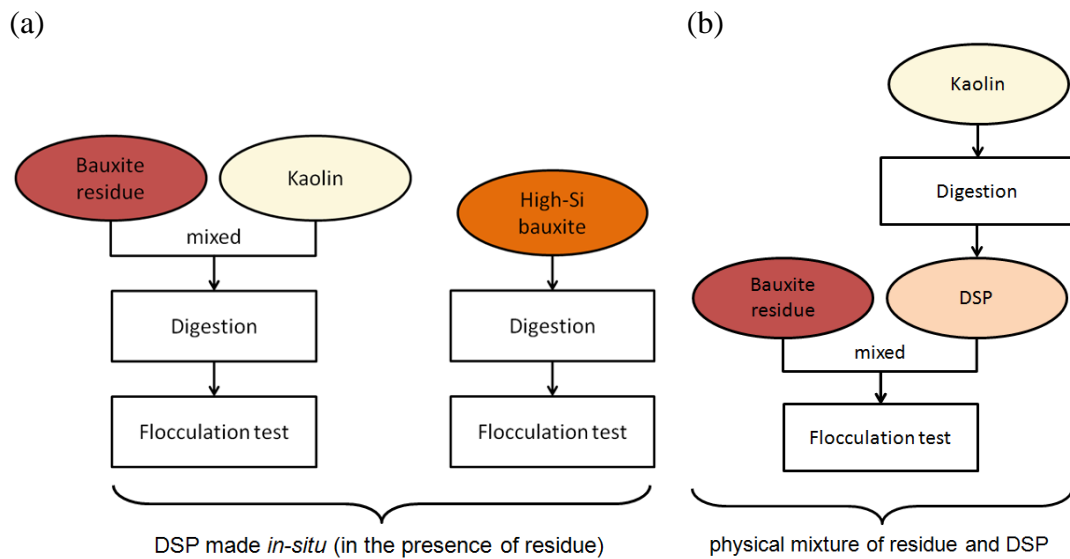 (a)
Bauxite
residue
Kaolin
mixed
Digestion
Flocculation test
High-Si
bauxite
Digestion
Flocculation test
DSP made in-situ (in the presence of residue)
(b)
Kaolin
Digestion
Bauxite
residue
DSP
mixed
Flocculation test
physical mixture of residue and DSP